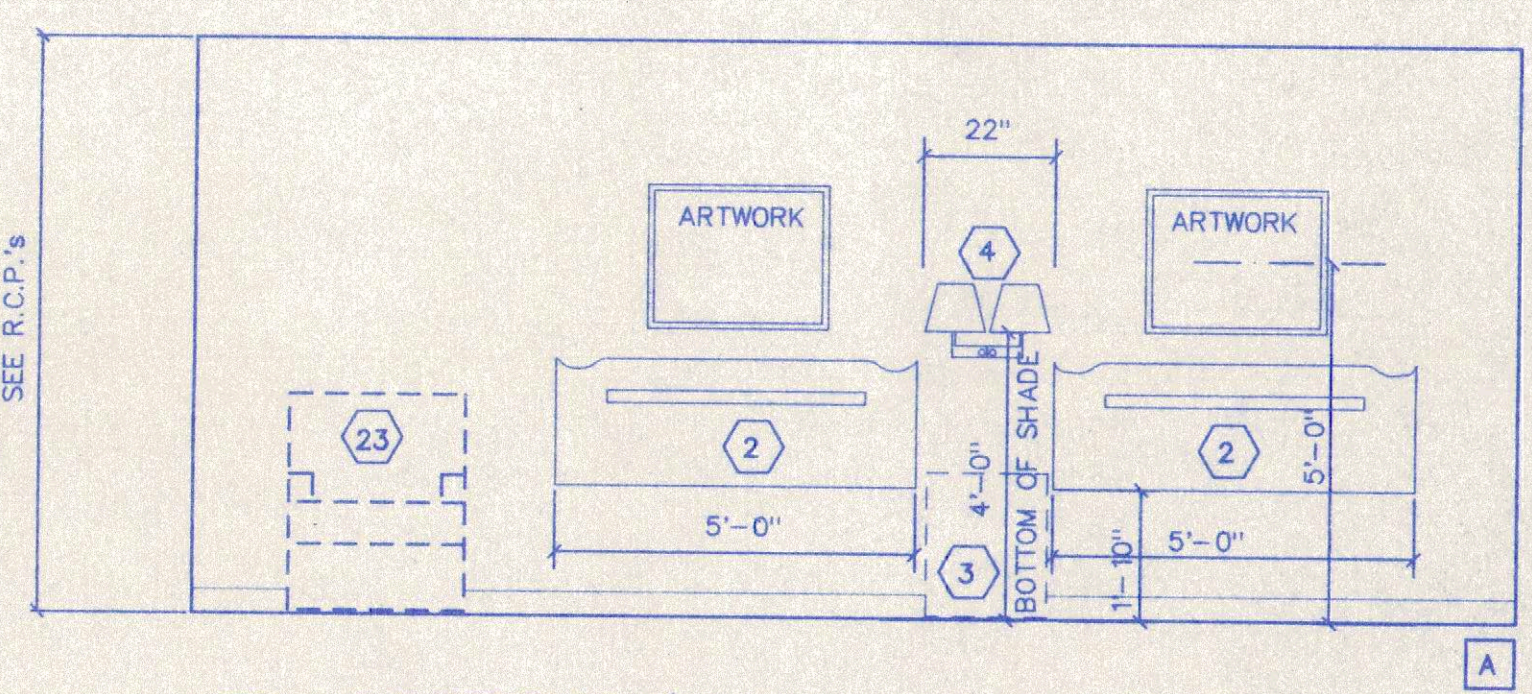 SEE R.C.P.'s
22"
ARTWORK
ARTWORK
4
23
2
2
5'-0"
4'-0"
BOTTOM OF SHADE
5'-0"
3
1'-10"
5'-0"
A